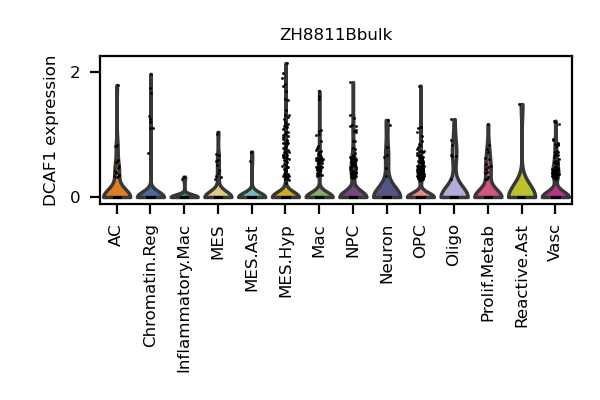 ZH8811Bbulk
DCAF1 expression
2
0
AC
Chromatin.Reg
Inflammatory.Mac
MES
MES.Ast
MES.Hyp
Mac
NPC
Neuron
OPC
Oligo
Prolif.Metab
Reactive.Ast
Vasc